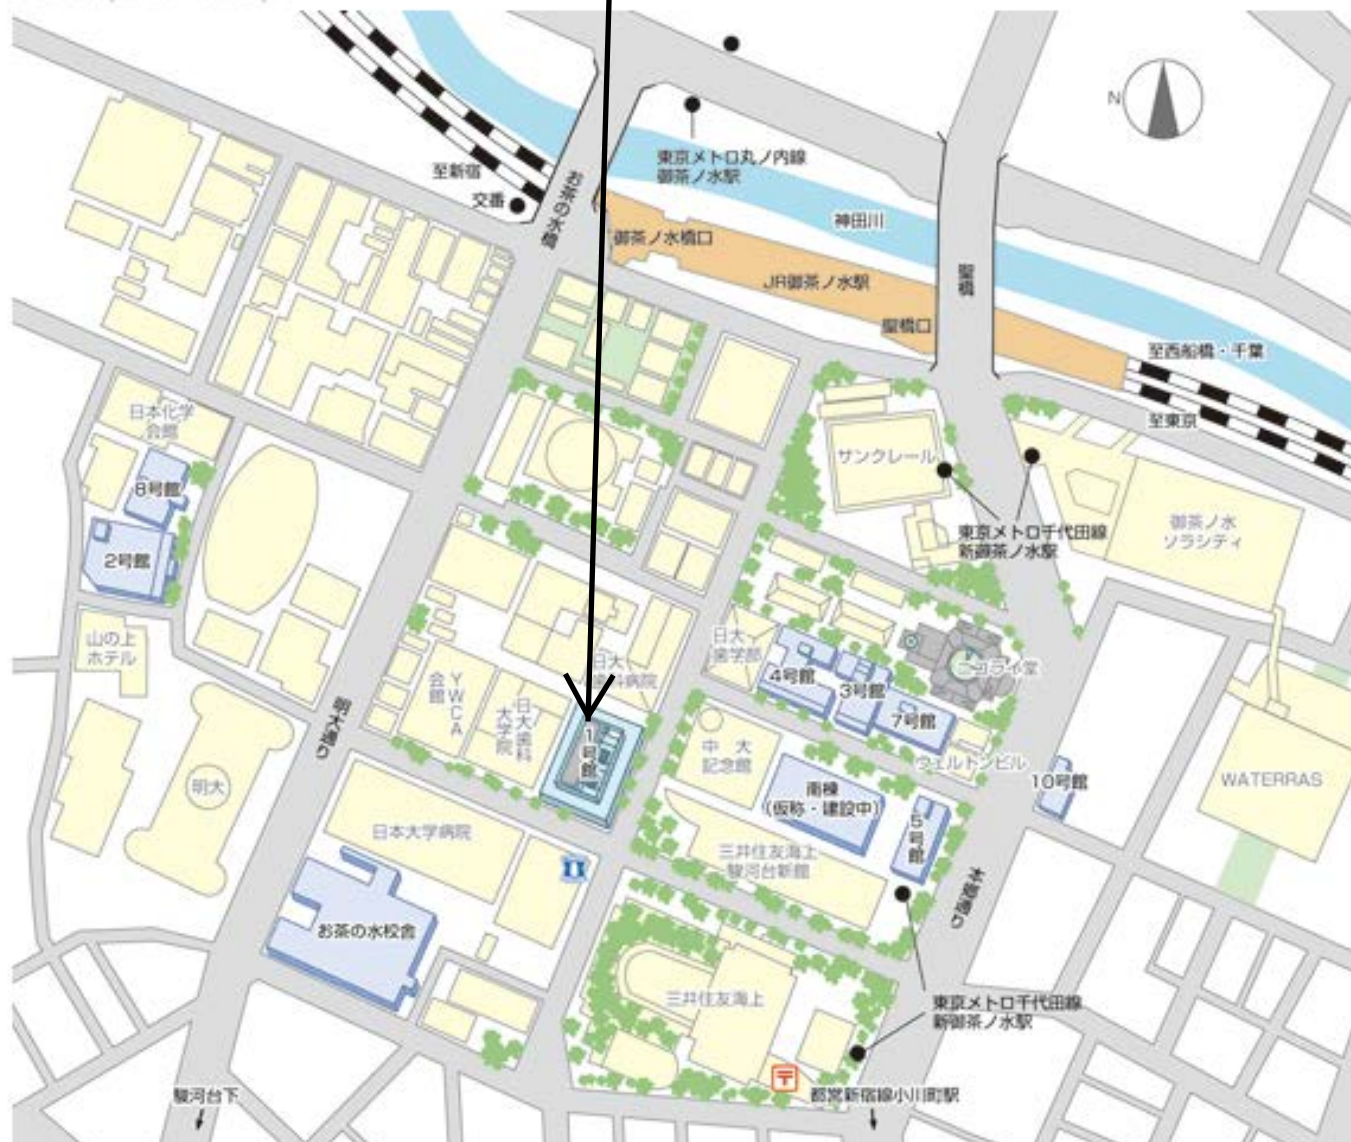 N
東京メトロ丸ノ内線
御茶ノ水駅
至新宿
交番
お茶の水橋
神田川
御茶ノ水橋口
JR御茶ノ水駅
聖橋
聖橋口
至西船橋・千葉
至東京
日本化学
会館
サンクレール
8号館
2号館
東京メトロ千代田線
新御茶ノ水駅
御茶ノ水
ソラシティ
山の上
ホテル
日大
歯学部
日大
歯科病院
4号館
3号館
7号館
ニコライ堂
YWCA
会館
日大歯科
大学院
1号館
明大通り
中大
記念館
ウェルトンビル
南棟
(仮称・建設中)
10号館
WATERRAS
明大
日本大学病院
5号館
三井住友海上
駿河台新館
本郷通り
お茶の水校舎
三井住友海上
東京メトロ千代田線
新御茶ノ水駅
〒
駿河台下
都営新宿線小川町駅